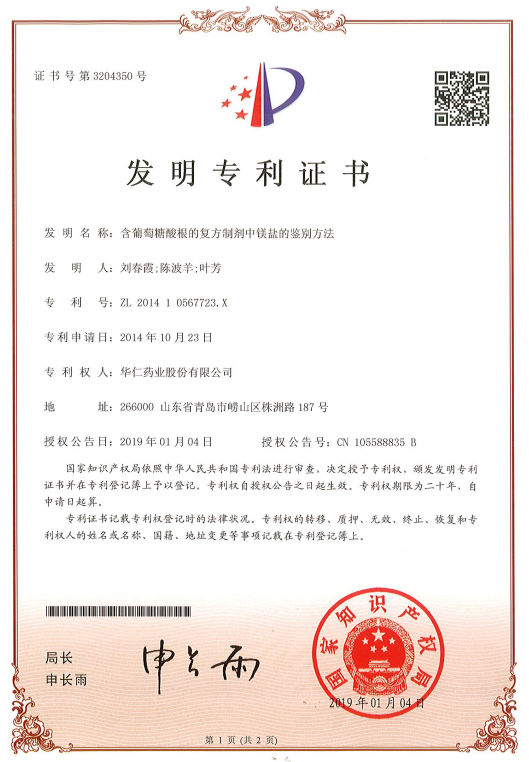 证书号第3204350号
发明专利证书
发明名称：含葡萄糖酸根的复方制剂中镁盐的鉴别方法
发明人：刘春霞;陈波羊;叶芳
专利号：ZL 2014 1 0567723.X
专利申请日：2014年10月23日
专利权人：华仁药业股份有限公司
地址：266000 山东省青岛市崂山区株洲路187号
授权公告日：2019年01月04日 授权公告号：CN 105588835 B
国家知识产权局依照中华人民共和国专利法进行审查，决定授予专利权，颁发发明专利
证书并在专利登记簿上予以登记。专利权自授权公告之日起生效。专利权期限为二十年，自
申请日起算。
专利证书记载专利权登记时的法律状况。专利权的转移、质押、无效、终止、恢复和专
利权人的姓名或名称、国籍、地址变更等事项记载在专利登记簿上。
局长
申长雨
申长雨
国家知识产权局
2019年01月04日
第1页(共2页)